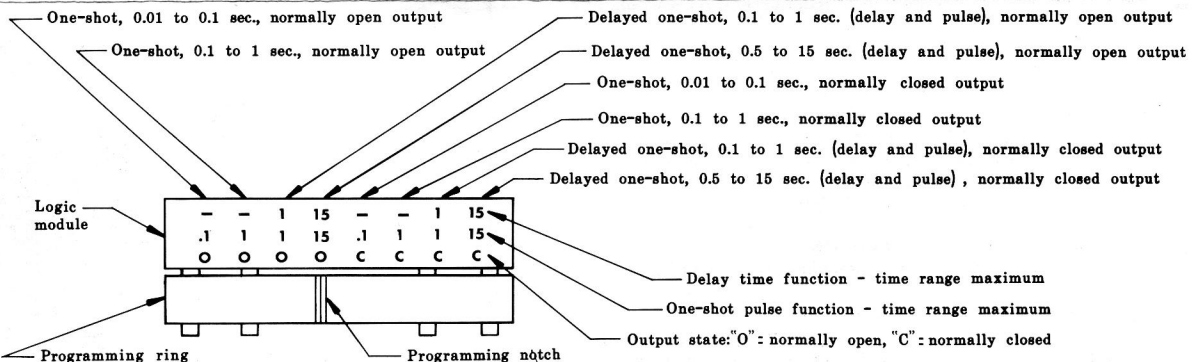 One-shot, 0.01 to 0.1 sec., normally open output
One-shot, 0.1 to 1 sec., normally open output
Delayed one-shot, 0.1 to 1 sec. (delay and pulse), normally open output
Delayed one-shot, 0.5 to 15 sec. (delay and pulse), normally open output
One-shot, 0.01 to 0.1 sec., normally closed output
One-shot, 0.1 to 1 sec., normally closed output
Delayed one-shot, 0.1 to 1 sec. (delay and pulse), normally closed output
Delayed one-shot, 0.5 to 15 sec. (delay and pulse) , normally closed output
Logic
module
– – 1 15 – – 1 15
.1 1 1 15 .1 1 1 15
O O O O C C C C
Delay time function - time range maximum
One-shot pulse function - time range maximum
Output state: "O" = normally open, "C" = normally closed
Programming ring
Programming notch